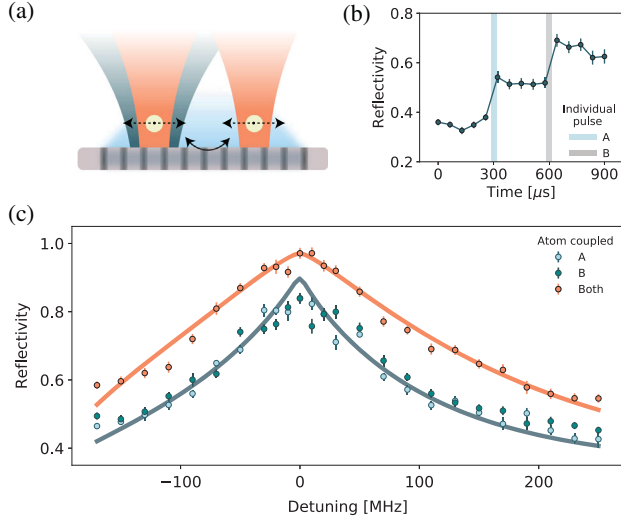 (a)
(b)
0.8
0.6
0.4
0.2
Reflectivity
0
300
600
900
Time [μs]
Individual
pulse
A
B
(c)
1.0
0.8
0.6
0.4
Reflectivity
−100
0
100
200
Detuning [MHz]
Atom coupled
A
B
Both